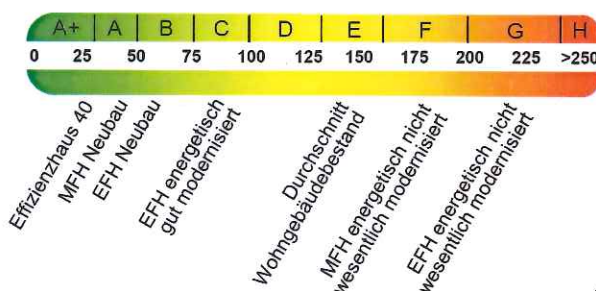 A+ A B C D E F G H
0 25 50 75 100 125 150 175 200 225 >250
Effizienzhaus 40
MFH Neubau
EFH Neubau
EFH energetisch
gut modernisiert
Durchschnitt
Wohngebäudebestand
MFH energetisch nicht
wesentlich modernisiert
EFH energetisch nicht
wesentlich modernisiert